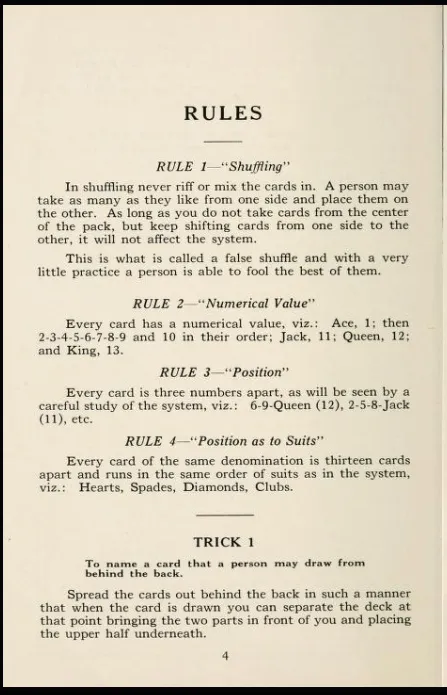 RULES
RULE 1—"Shuffling"
In shuffling never riff or mix the cards in. A person may
take as many as they like from one side and place them on
the other. As long as you do not take cards from the center
of the pack, but keep shifting cards from one side to the
other, it will not affect the system.
This is what is called a false shuffle and with a very
little practice a person is able to fool the best of them.
RULE 2—"Numerical Value"
Every card has a numerical value, viz.: Ace, 1; then
2-3-4-5-6-7-8-9 and 10 in their order; Jack, 11; Queen, 12;
and King, 13.
RULE 3—"Position"
Every card is three numbers apart, as will be seen by a
careful study of the system, viz.: 6-9-Queen (12), 2-5-8-Jack
(11), etc.
RULE 4—"Position as to Suits"
Every card of the same denomination is thirteen cards
apart and runs in the same order of suits as in the system,
viz.: Hearts, Spades, Diamonds, Clubs.
TRICK 1
To name a card that a person may draw from
behind the back.
Spread the cards out behind the back in such a manner
that when the card is drawn you can separate the deck at
that point bringing the two parts in front of you and placing
the upper half underneath.
4